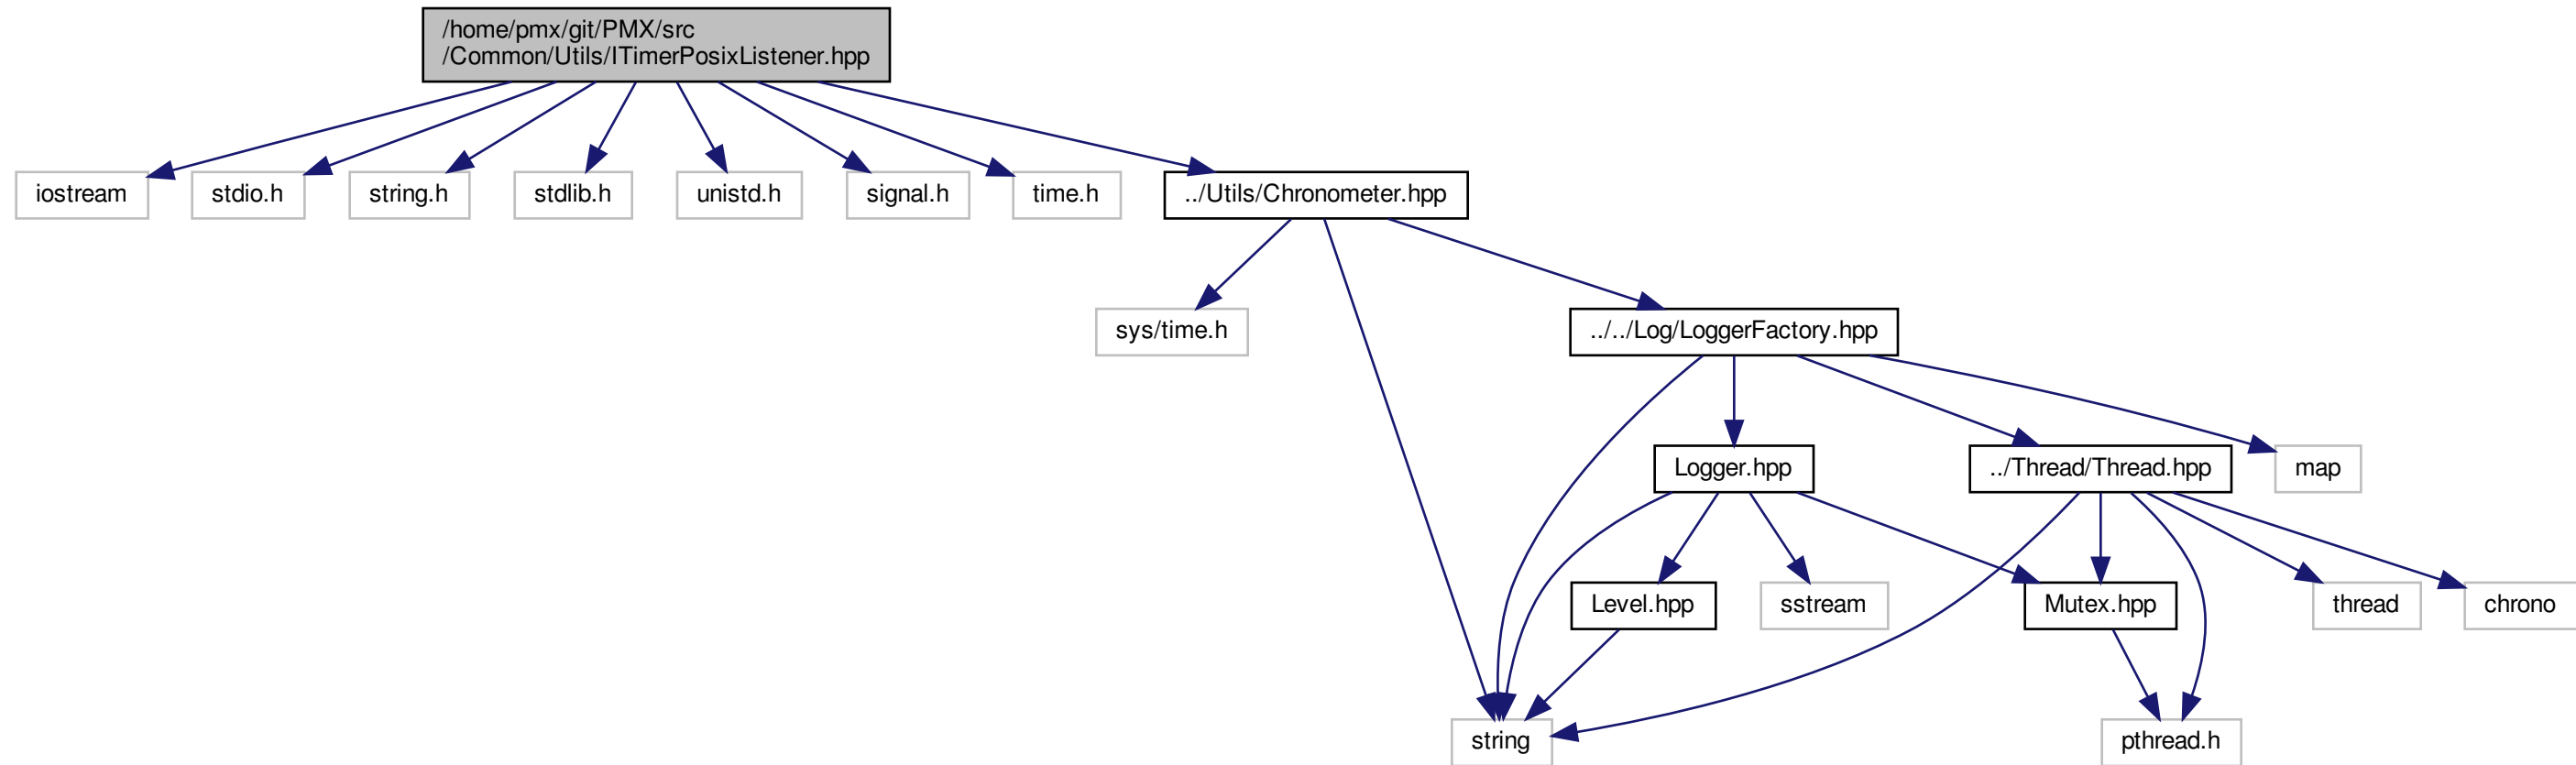 /home/pmx/git/PMX/src
/Common/Utils/ITimerPosixListener.hpp
iostream
stdio.h
string.h
stdlib.h
unistd.h
signal.h
time.h
../Utils/Chronometer.hpp
sys/time.h
../../Log/LoggerFactory.hpp
Logger.hpp
../Thread/Thread.hpp
map
Level.hpp
sstream
Mutex.hpp
thread
chrono
string
pthread.h